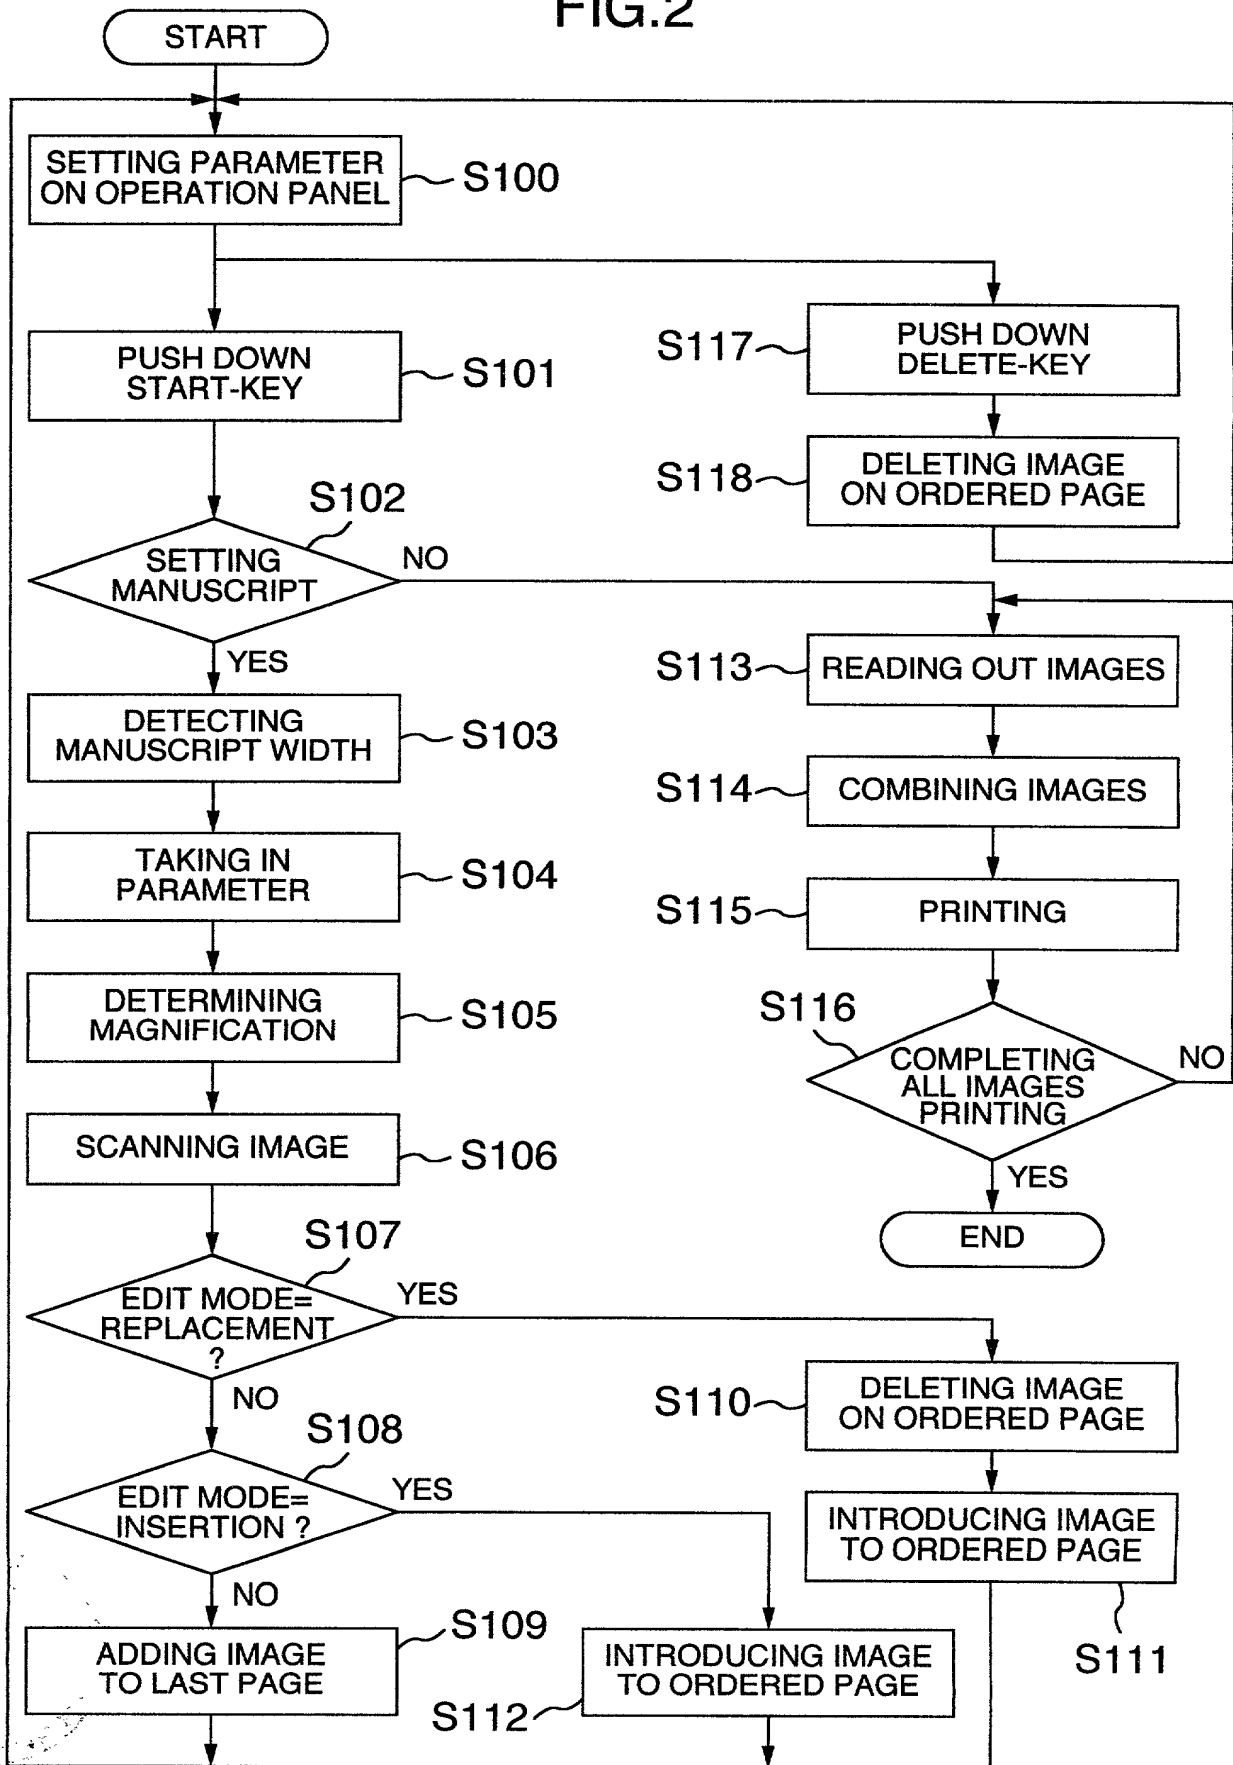 FIG.2
START
SETTING PARAMETER
ON OPERATION PANEL
S100
PUSH DOWN
START-KEY
S101
S117
PUSH DOWN
DELETE-KEY
S118
DELETING IMAGE
ON ORDERED PAGE
S102
SETTING
MANUSCRIPT
NO
YES
S113
READING OUT IMAGES
DETECTING
MANUSCRIPT WIDTH
S103
S114
COMBINING IMAGES
TAKING IN
PARAMETER
S104
S115
PRINTING
DETERMINING
MAGNIFICATION
S105
S116
COMPLETING
ALL IMAGES
PRINTING
NO
YES
END
SCANNING IMAGE
S106
S107
EDIT MODE=
REPLACEMENT
?
YES
NO
S110
DELETING IMAGE
ON ORDERED PAGE
S108
EDIT MODE=
INSERTION ?
YES
NO
INTRODUCING IMAGE
TO ORDERED PAGE
S111
S109
ADDING IMAGE
TO LAST PAGE
S112
INTRODUCING IMAGE
TO ORDERED PAGE